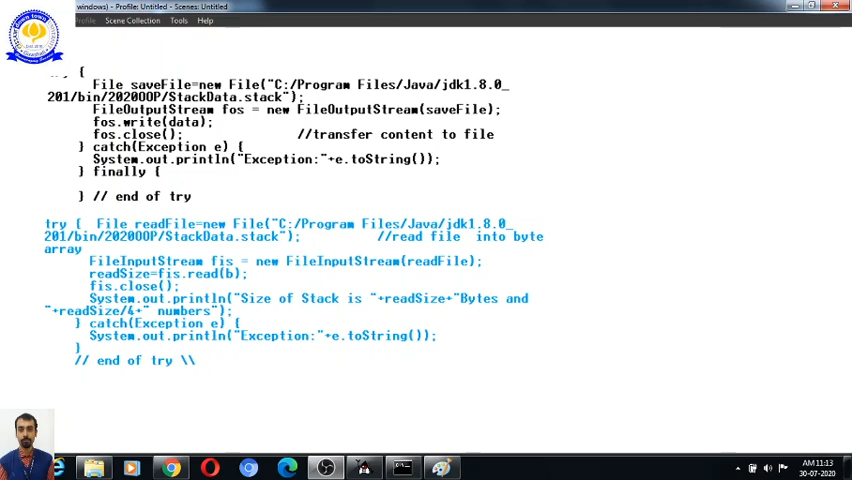 windows) - Profile: Untitled - Scenes: Untitled
Profile Scene Collection Tools Help
try {
File saveFile=new File("C:/Program Files/Java/jdk1.8.0_
201/bin/2020OOP/StackData.stack");
FileOutputStream fos = new FileOutputStream(saveFile);
fos.write(data);
fos.close(); //transfer content to file
} catch(Exception e) {
System.out.println("Exception:"+e.toString());
} finally {
} // end of try
try { File readFile=new File("C:/Program Files/Java/jdk1.8.0_
201/bin/2020OOP/StackData.stack"); //read file into byte
array
FileInputStream fis = new FileInputStream(readFile);
readSize=fis.read(b);
fis.close();
System.out.println("Size of Stack is "+readSize+"Bytes and
"+readSize/4+" numbers");
} catch(Exception e) {
System.out.println("Exception:"+e.toString());
}
// end of try \\
AM 11:13
30-07-2020